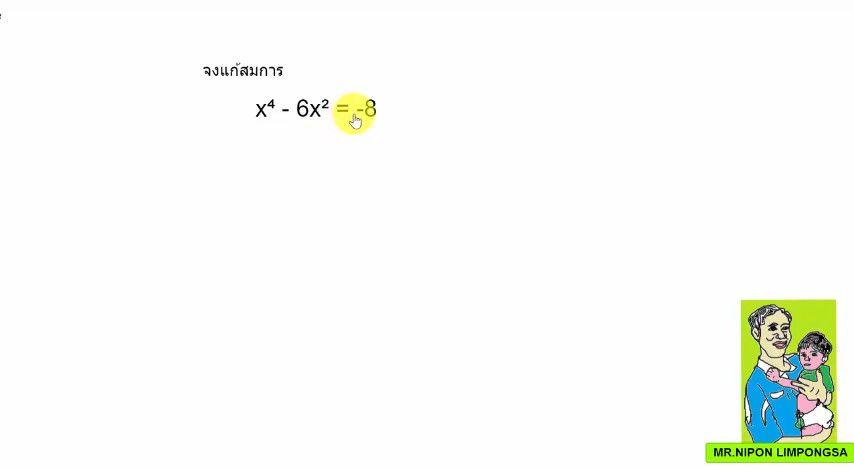 จงแก้สมการ
x⁴ - 6x² = -8
MR.NIPON LIMPONGSA